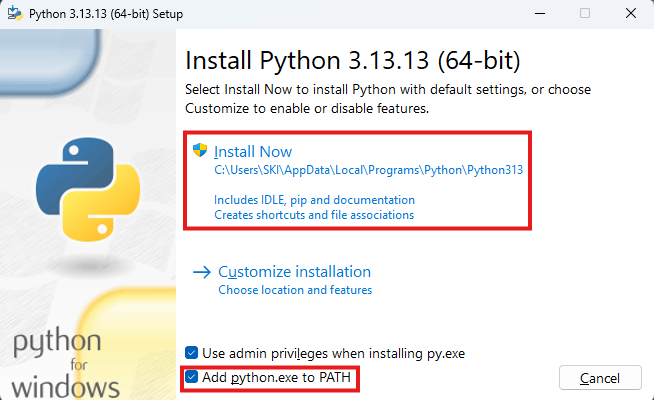 Python 3.13.13 (64-bit) Setup
Install Python 3.13.13 (64-bit)
Select Install Now to install Python with default settings, or choose
Customize to enable or disable features.
Install Now
C:\Users\SKI\AppData\Local\Programs\Python\Python313
Includes IDLE, pip and documentation
Creates shortcuts and file associations
Customize installation
Choose location and features
python
for
windows
Use admin privileges when installing py.exe
Add python.exe to PATH
Cancel